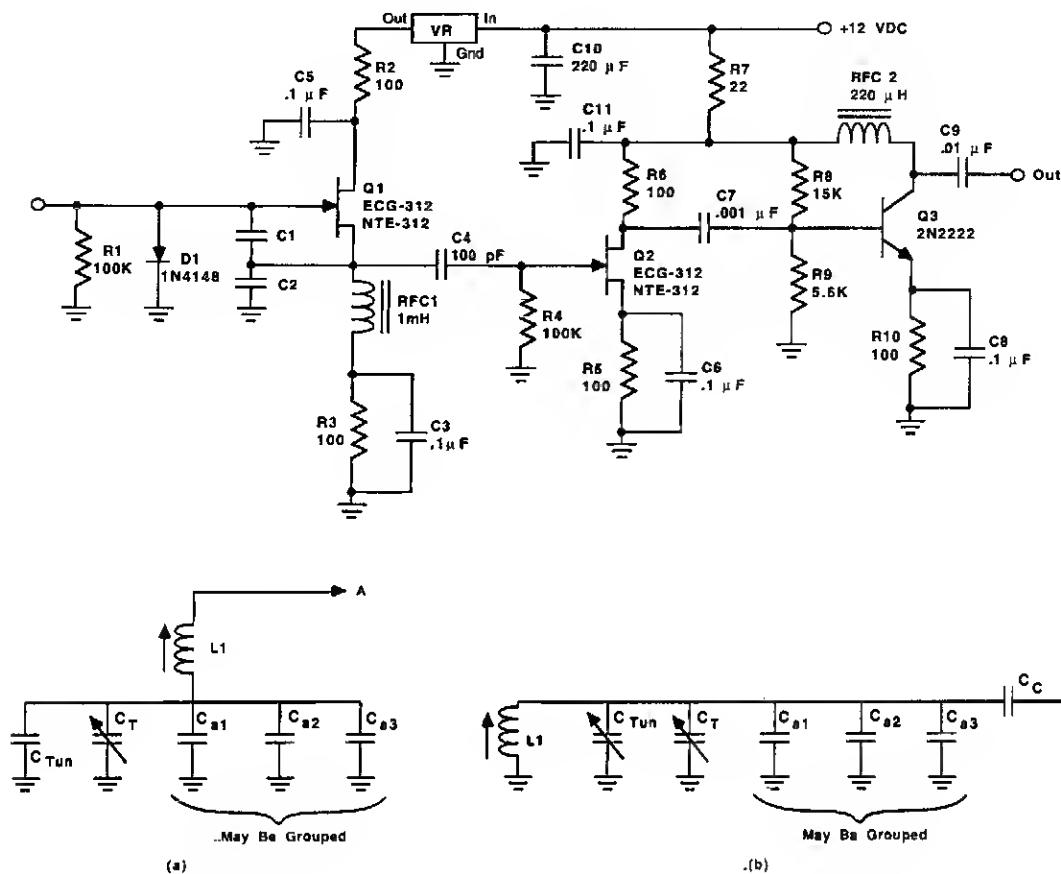 Out
VR
In
Gnd
+12 VDC
R2
100
C10
220 μF
R7
22
RFC 2
220 μH
C5
.1 μF
C11
.1 μF
C9
.01 μF
Out
R6
100
R8
15K
Q1
ECG-312
NTE-312
C7
.001 μF
Q3
2N2222
R1
100K
D1
1N4148
C1
C2
C4
100 pF
Q2
ECG-312
NTE-312
R9
5.6K
RFC1
1mH
R4
100K
R5
100
C6
.1 μF
R10
100
C8
.1 μF
R3
100
C3
.1μF
A
L1
C Tun
C T
C a1
C a2
C a3
..May Be Grouped
(a)
L1
C Tun
C T
C a1
C a2
C a3
C C
May Ba Grouped
.(b)